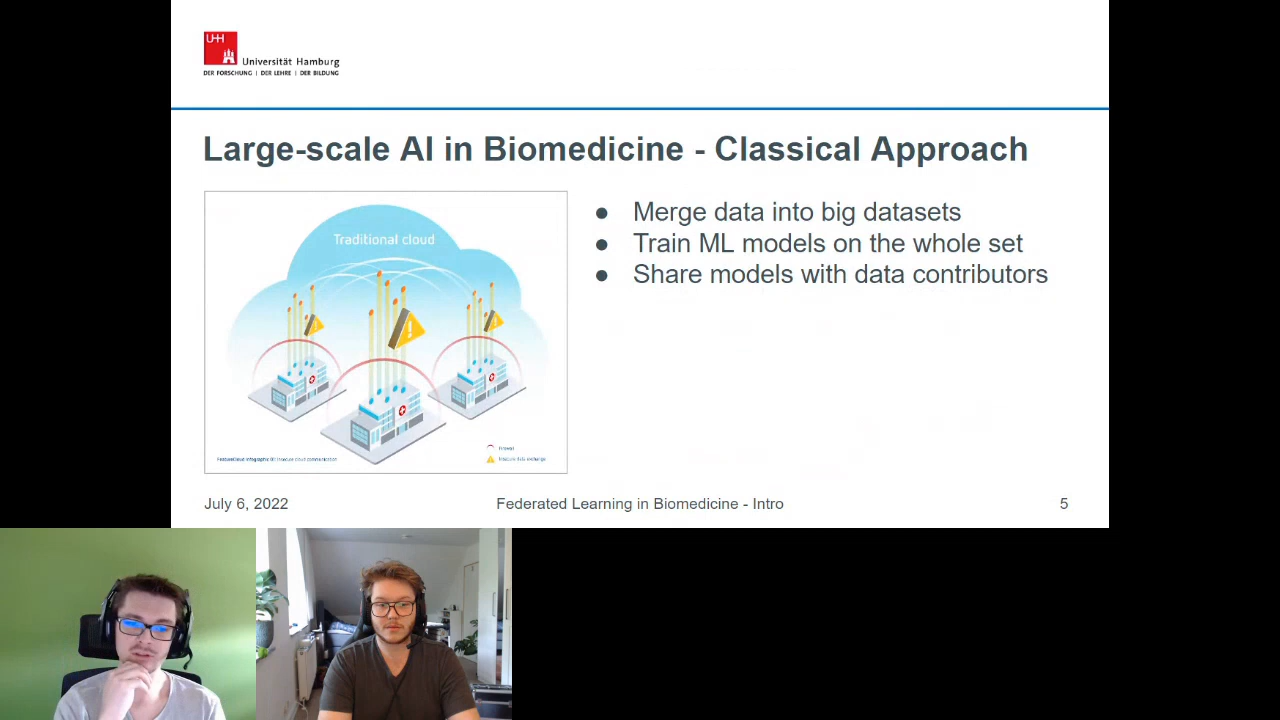 UHH
Universität Hamburg
DER FORSCHUNG | DER LEHRE | DER BILDUNG
Large-scale AI in Biomedicine - Classical Approach
Traditional cloud
● Merge data into big datasets
● Train ML models on the whole set
● Share models with data contributors
July 6, 2022
Federated Learning in Biomedicine - Intro
5